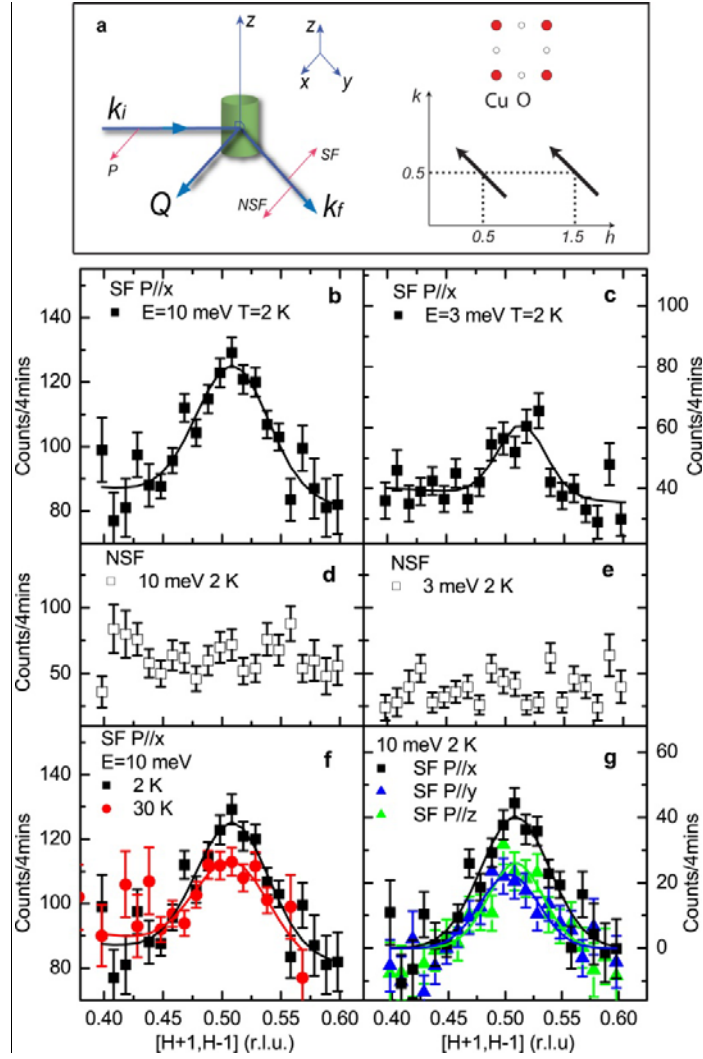 a
z
z
x
y
ki
P
SF
Q
NSF
kf
Cu O
k
0.5
0.5
1.5
h
SF P//x
b
E=10 meV T=2 K
140
120
100
80
Counts/4mins
SF P//x
c
E=3 meV T=2 K
100
80
60
40
20
Counts/4mins
NSF
d
10 meV 2 K
100
50
Counts/4mins
NSF
e
3 meV 2 K
SF P//x
f
E=10 meV
2 K
30 K
140
120
100
80
Counts/4mins
0.40 0.45 0.50 0.55 0.60
[H+1,H-1] (r.l.u.)
10 meV 2 K
g
SF P//x
SF P//y
SF P//z
60
40
20
0
Counts/4mins
0.40 0.45 0.50 0.55 0.60
[H+1,H-1] (r.l.u.)